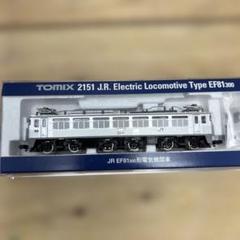 TOMIX 2151 J.R. Electric Locomotive Type EF81 300
JR EF81 300形電気機関車